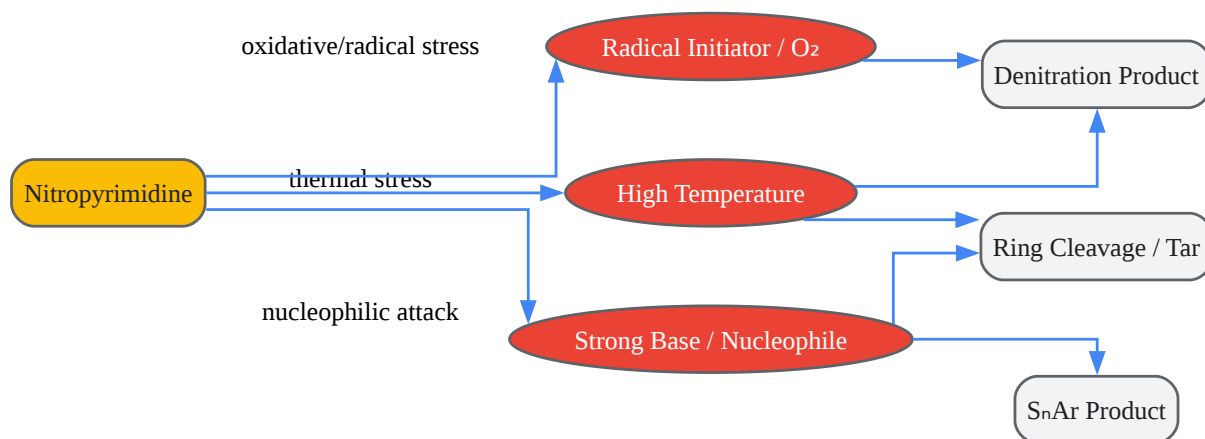 oxidative/radical stress
Radical Initiator / O₂
Denitration Product
Nitropyrimidine
thermal stress
High Temperature
Ring Cleavage / Tar
nucleophilic attack
Strong Base / Nucleophile
SₙAr Product